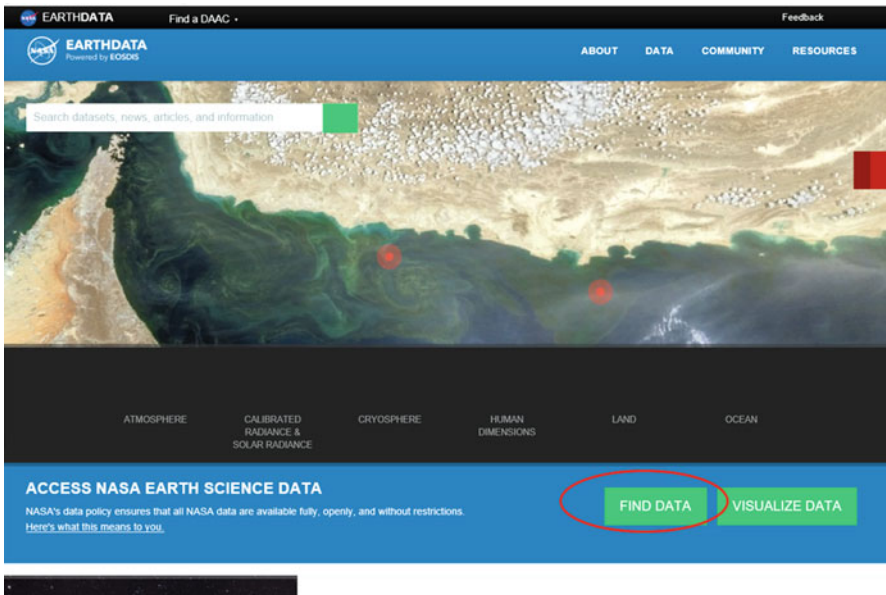 EARTHDATA Find a DAAC Feedback
EARTHDATA
Powered by EOSDIS
ABOUT DATA COMMUNITY RESOURCES
Search datasets, news, articles, and information
ATMOSPHERE CALIBRATED RADIANCE & SOLAR RADIANCE CRYOSPHERE HUMAN DIMENSIONS LAND OCEAN
ACCESS NASA EARTH SCIENCE DATA
NASA's data policy ensures that all NASA data are available fully, openly, and without restrictions.
Here's what this means to you.
FIND DATA VISUALIZE DATA